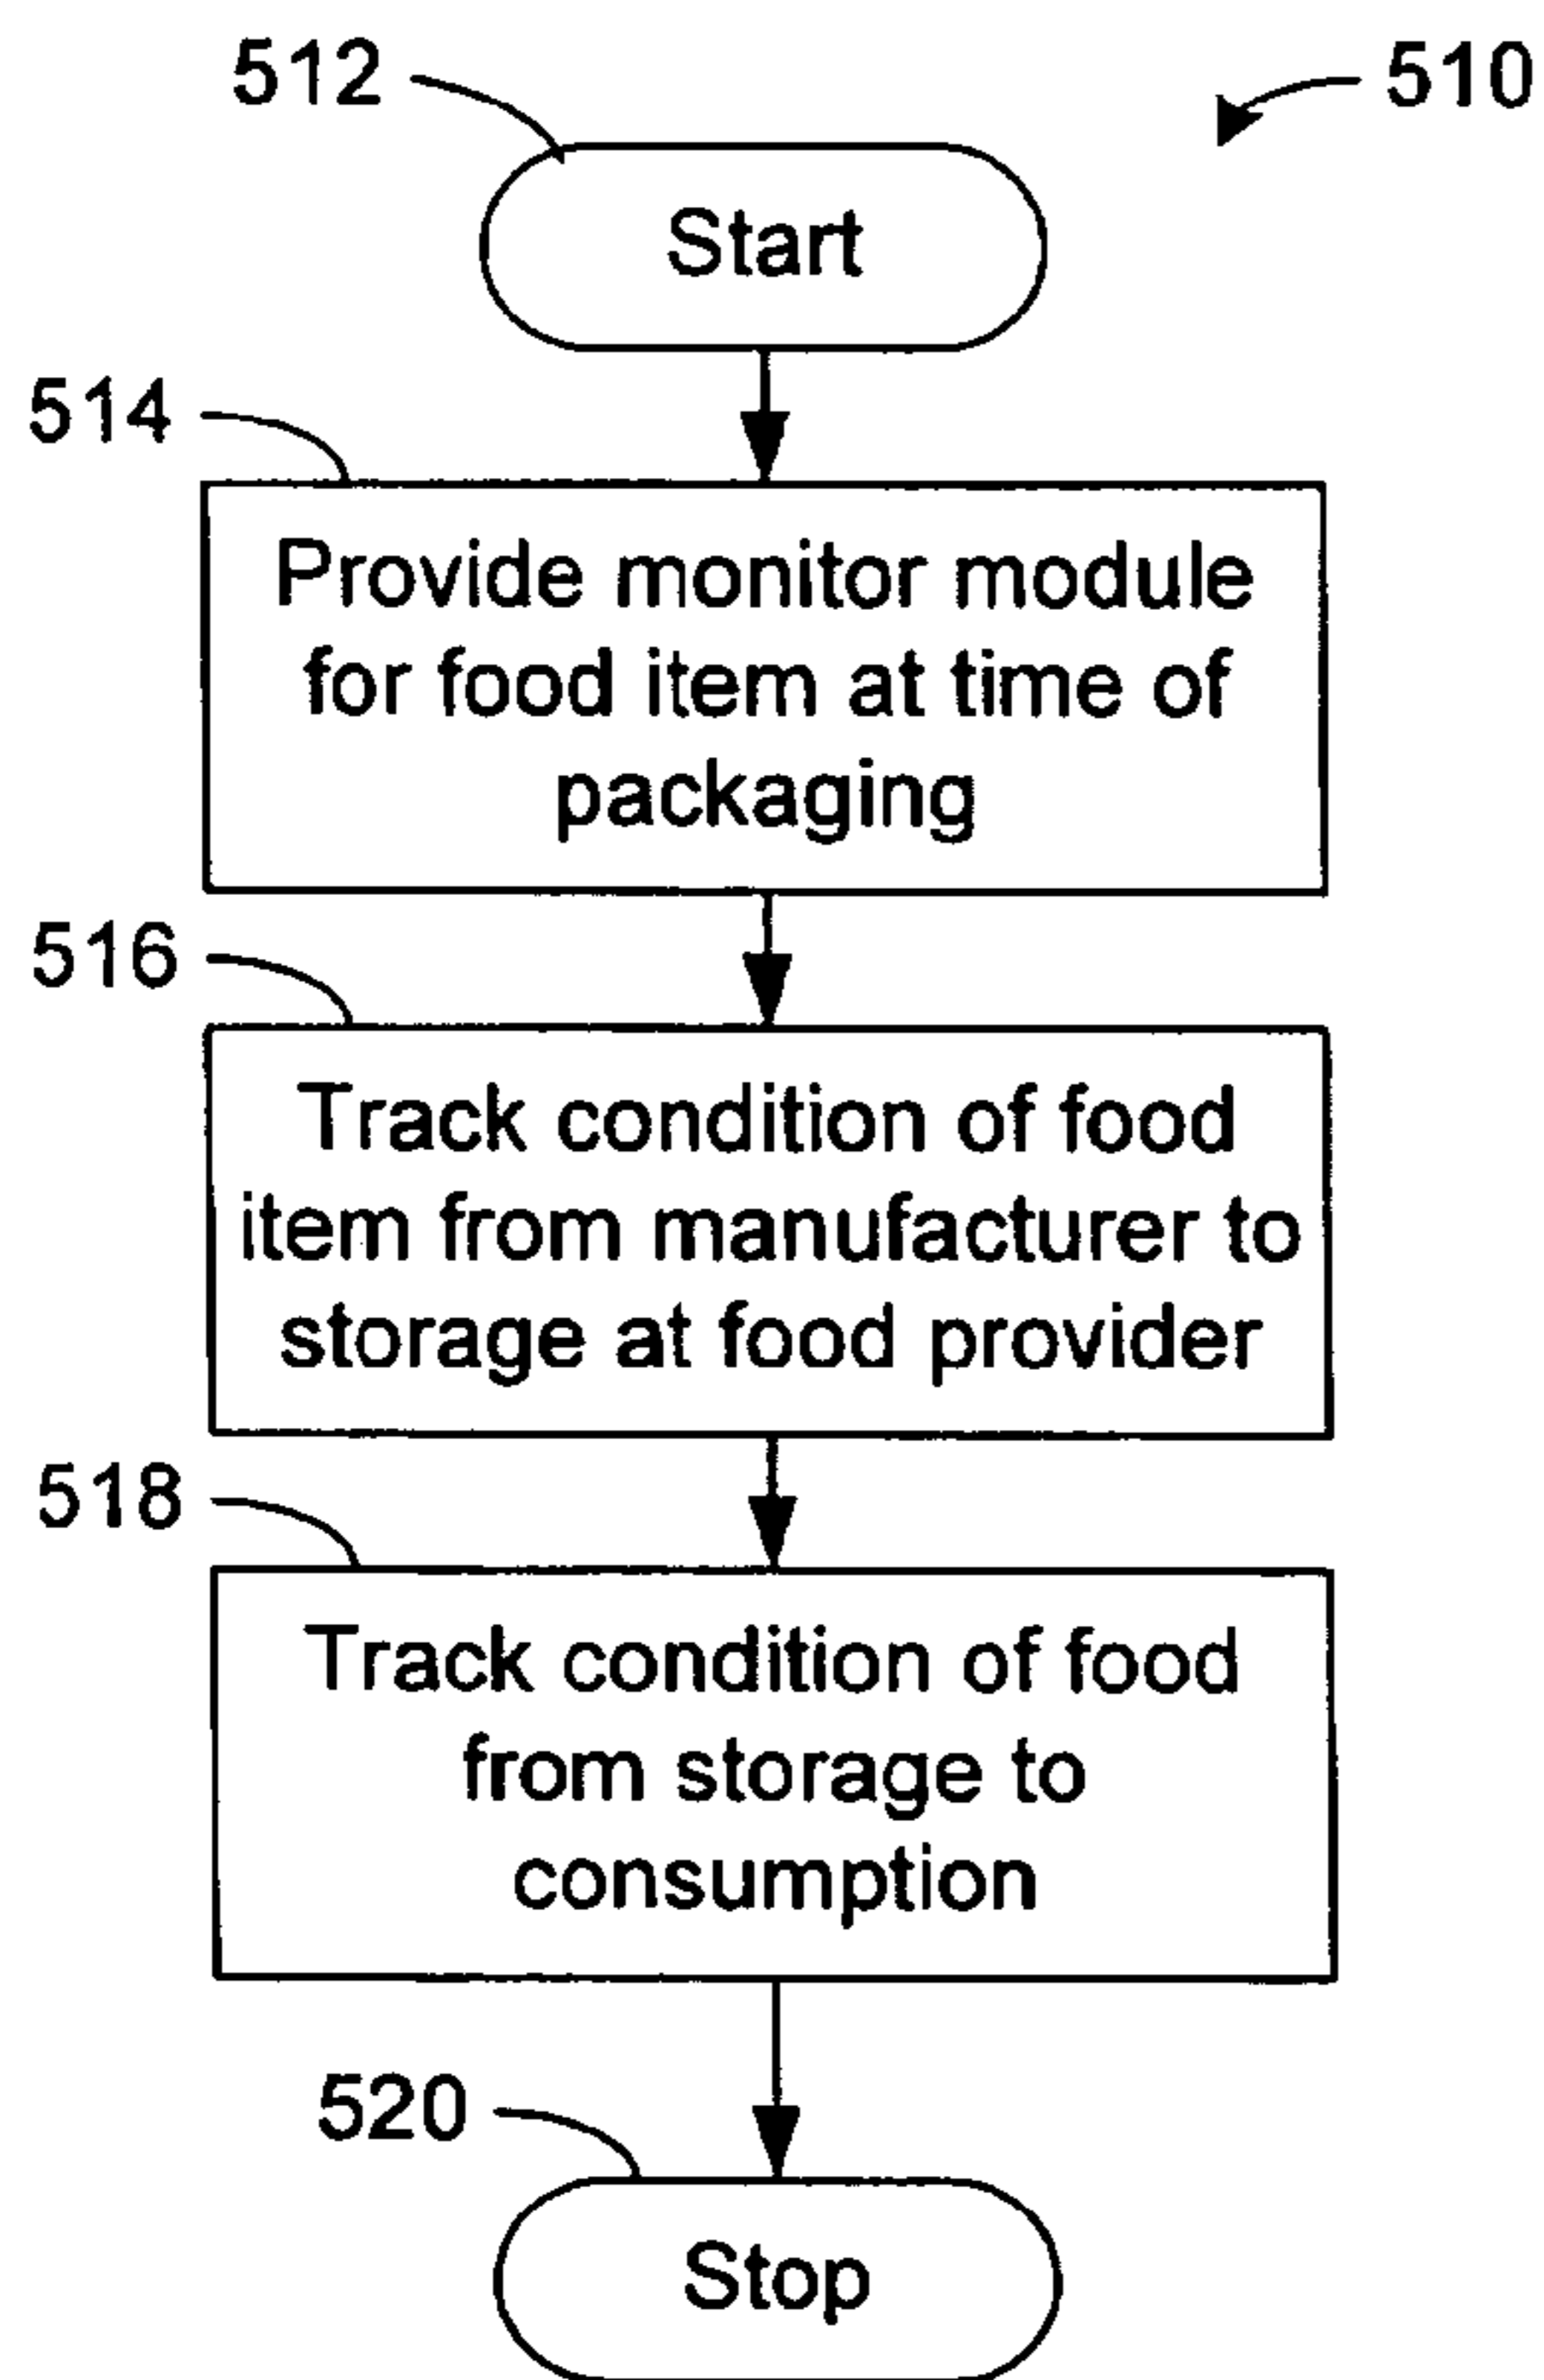 512
510
Start
514
Provide monitor module
for food item at time of
packaging
516
Track condition of food
item from manufacturer to
storage at food provider
518
Track condition of food
from storage to
consumption
520
Stop